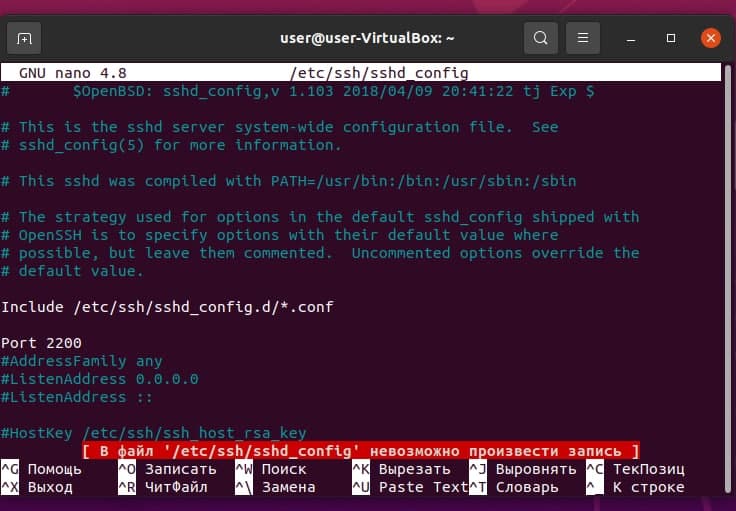 user@user-VirtualBox: ~
GNU nano 4.8 /etc/ssh/sshd_config
# $OpenBSD: sshd_config,v 1.103 2018/04/09 20:41:22 tj Exp $
# This is the sshd server system-wide configuration file. See
# sshd_config(5) for more information.
# This sshd was compiled with PATH=/usr/bin:/bin:/usr/sbin:/sbin
# The strategy used for options in the default sshd_config shipped with
# OpenSSH is to specify options with their default value where
# possible, but leave them commented. Uncommented options override the
# default value.
Include /etc/ssh/sshd_config.d/*.conf
Port 2200
#AddressFamily any
#ListenAddress 0.0.0.0
#ListenAddress ::
#HostKey /etc/ssh/ssh_host_rsa_key
[ В файл '/etc/ssh/sshd_config' невозможно произвести запись ]
^G Помощь ^O Записать ^W Поиск ^K Вырезать ^J Выровнять ^C ТекПозиц
^X Выход ^R ЧитФайл ^\ Замена ^U Paste Text ^T Словарь ^_ К строке